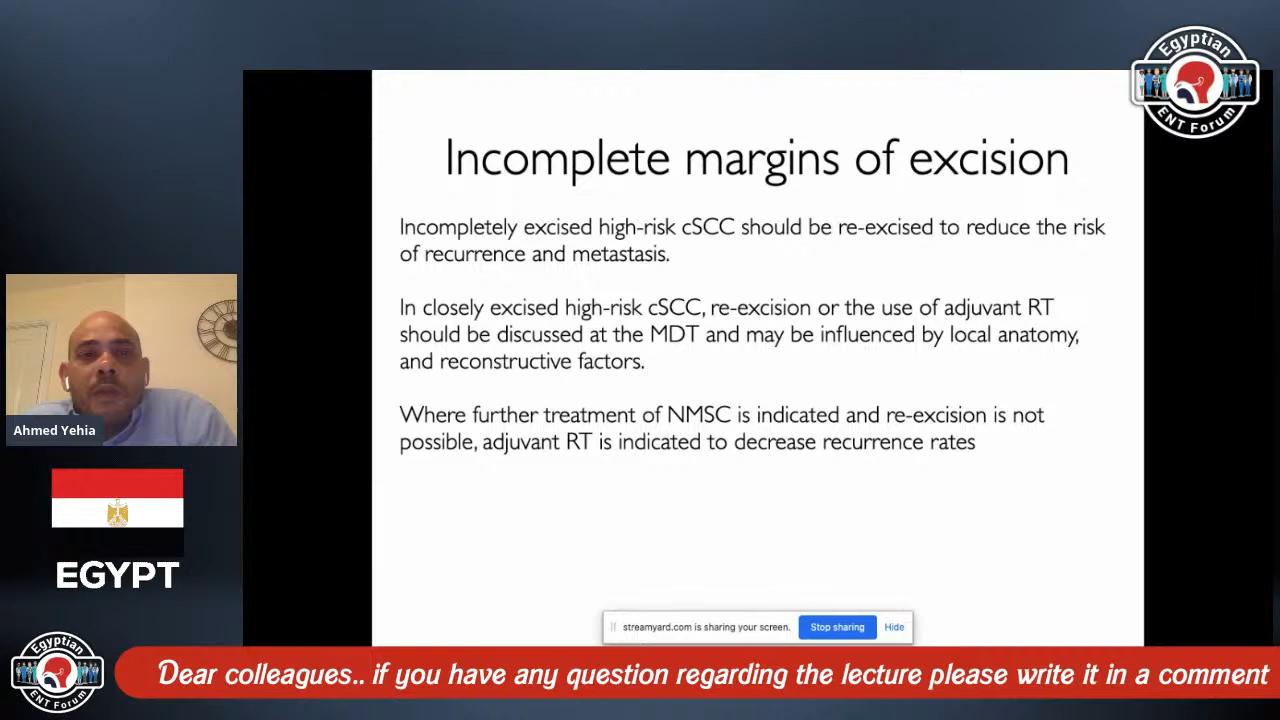 Egyptian
ENT Forum
Incomplete margins of excision
Incompletely excised high-risk cSCC should be re-excised to reduce the risk
of recurrence and metastasis.
In closely excised high-risk cSCC, re-excision or the use of adjuvant RT
should be discussed at the MDT and may be influenced by local anatomy,
and reconstructive factors.
Where further treatment of NMSC is indicated and re-excision is not
possible, adjuvant RT is indicated to decrease recurrence rates
Ahmed Yehia
EGYPT
streamyard.com is sharing your screen.
Stop sharing
Hide
Egyptian
ENT Forum
Dear colleagues.. if you have any question regarding the lecture please write it in a comment